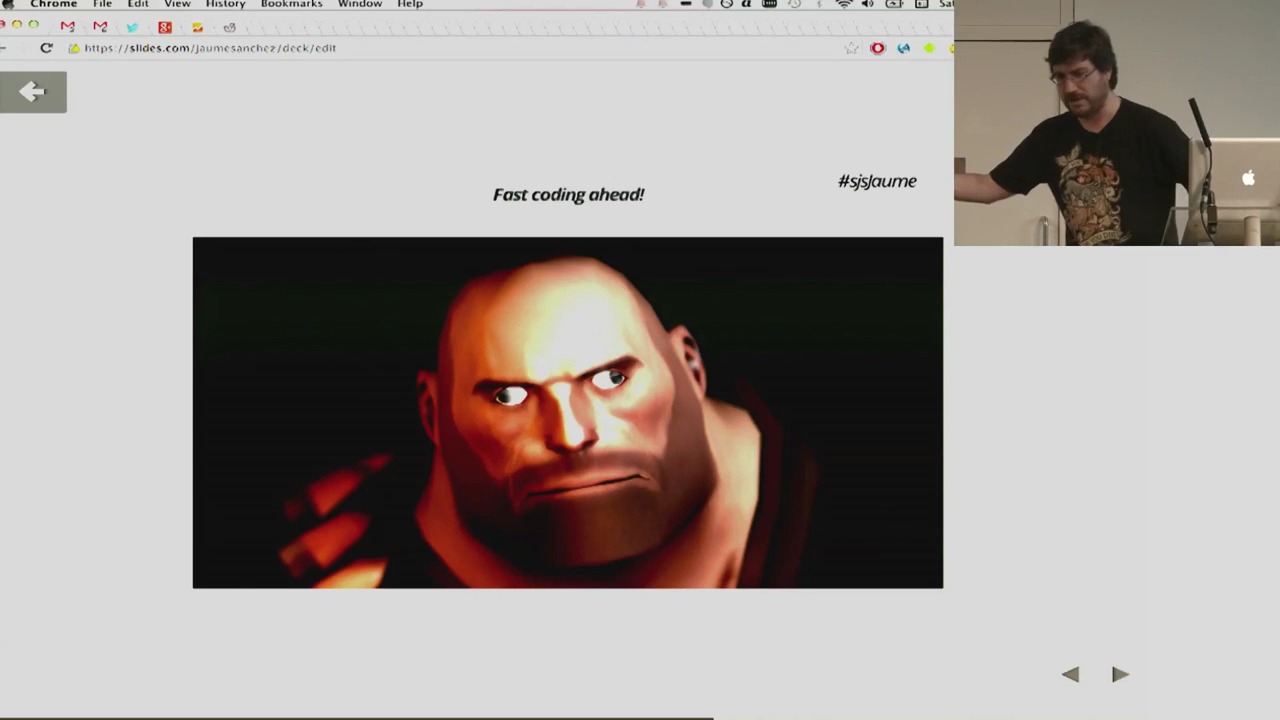 Chrome File Edit View History Bookmarks Window Help
https://slides.com/jaumesanchez/deck/edit
#sjsJaume
Fast coding ahead!